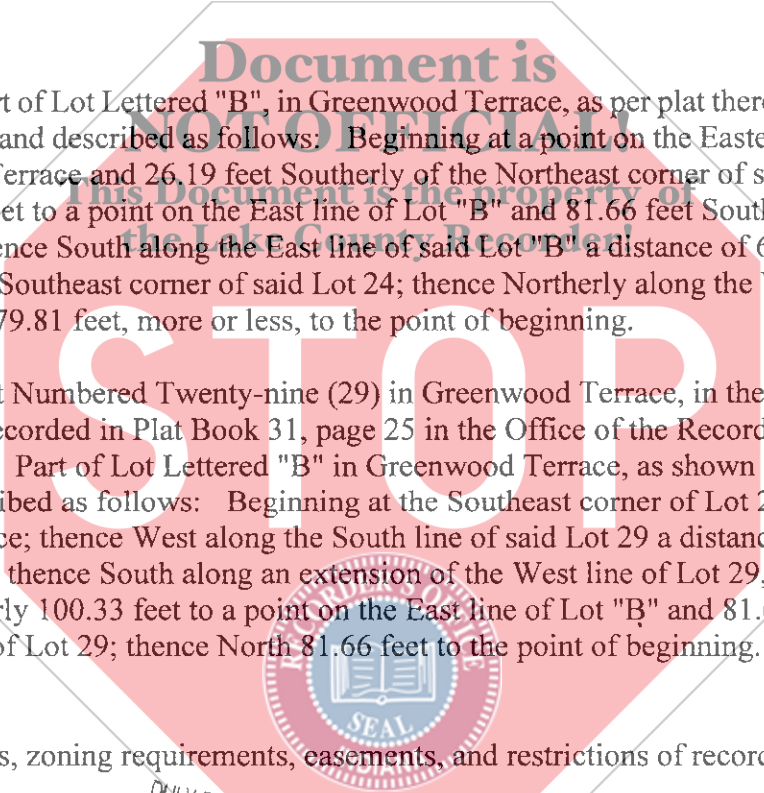 Document is
rt of Lot Lettered "B", in Greenwood Terrace, as per plat there
and described as follows: Beginning at a point on the Easte
NOT OFFICIAL!
Terrace and 26.19 feet Southerly of the Northeast corner of s
This Document is the property of
et to a point on the East line of Lot "B" and 81.66 feet South
the Lake County Recorder!
ence South along the East line of said Lot "B" a distance of 6
Southeast corner of said Lot 24; thence Northerly along the
79.81 feet, more or less, to the point of beginning.
STOP
t Numbered Twenty-nine (29) in Greenwood Terrace, in the
ecorded in Plat Book 31, page 25 in the Office of the Record
Part of Lot Lettered "B" in Greenwood Terrace, as shown
ibed as follows: Beginning at the Southeast corner of Lot 2
ce; thence West along the South line of said Lot 29 a distanc
thence South along an extension of the West line of Lot 29,
rly 100.33 feet to a point on the East line of Lot "B" and 81.
of Lot 29; thence North 81.66 feet to the point of beginning.
RECORDER'S OFFICE
SEAL
s, zoning requirements, easements, and restrictions of recor